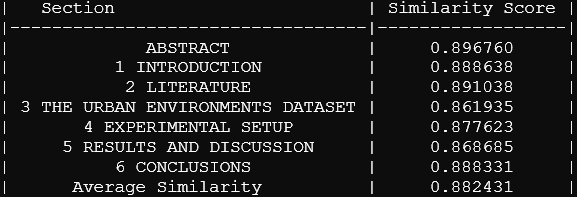 | Section | Similarity Score |
|----------------------------------|------------------|
| ABSTRACT | 0.896760 |
| 1 INTRODUCTION | 0.888638 |
| 2 LITERATURE | 0.891038 |
| 3 THE URBAN ENVIRONMENTS DATASET | 0.861935 |
| 4 EXPERIMENTAL SETUP | 0.877623 |
| 5 RESULTS AND DISCUSSION | 0.868685 |
| 6 CONCLUSIONS | 0.888331 |
| Average Similarity | 0.882431 |